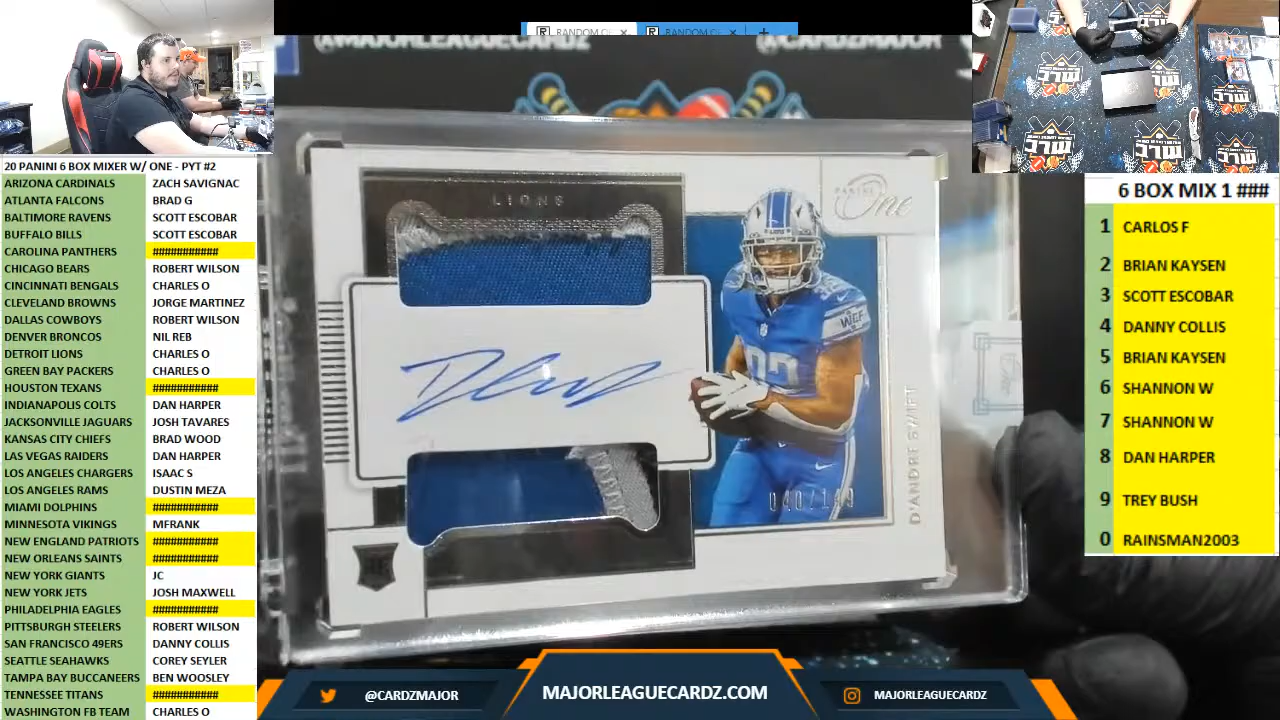 RANDOM.O
RANDOM.C
@MAJORLEAGUECARDZ
@CARDZMAJOR
20 PANINI 6 BOX MIXER W/ ONE - PYT #2
ARIZONA CARDINALS ZACH SAVIGNAC
ATLANTA FALCONS BRAD G
BALTIMORE RAVENS SCOTT ESCOBAR
BUFFALO BILLS SCOTT ESCOBAR
CAROLINA PANTHERS ############
CHICAGO BEARS ROBERT WILSON
CINCINNATI BENGALS CHARLES O
CLEVELAND BROWNS JORGE MARTINEZ
DALLAS COWBOYS ROBERT WILSON
DENVER BRONCOS NIL REB
DETROIT LIONS CHARLES O
GREEN BAY PACKERS CHARLES O
HOUSTON TEXANS ############
INDIANAPOLIS COLTS DAN HARPER
JACKSONVILLE JAGUARS JOSH TAVARES
KANSAS CITY CHIEFS BRAD WOOD
LAS VEGAS RAIDERS DAN HARPER
LOS ANGELES CHARGERS ISAAC S
LOS ANGELES RAMS DUSTIN MEZA
MIAMI DOLPHINS ############
MINNESOTA VIKINGS MFRANK
NEW ENGLAND PATRIOTS ############
NEW ORLEANS SAINTS ############
NEW YORK GIANTS JC
NEW YORK JETS JOSH MAXWELL
PHILADELPHIA EAGLES ############
PITTSBURGH STEELERS ROBERT WILSON
SAN FRANCISCO 49ERS DANNY COLLIS
SEATTLE SEAHAWKS COREY SEYLER
TAMPA BAY BUCCANEERS BEN WOOSLEY
TENNESSEE TITANS ############
WASHINGTON FB TEAM CHARLES O
LIONS
PANINI
One
WCF
D'ANDRE SWIFT
6 BOX MIX 1 ###
1 CARLOS F
2 BRIAN KAYSEN
3 SCOTT ESCOBAR
4 DANNY COLLIS
5 BRIAN KAYSEN
6 SHANNON W
7 SHANNON W
8 DAN HARPER
9 TREY BUSH
0 RAINSMAN2003
@CARDZMAJOR
MAJORLEAGUECARDZ.COM
MAJORLEAGUECARDZ